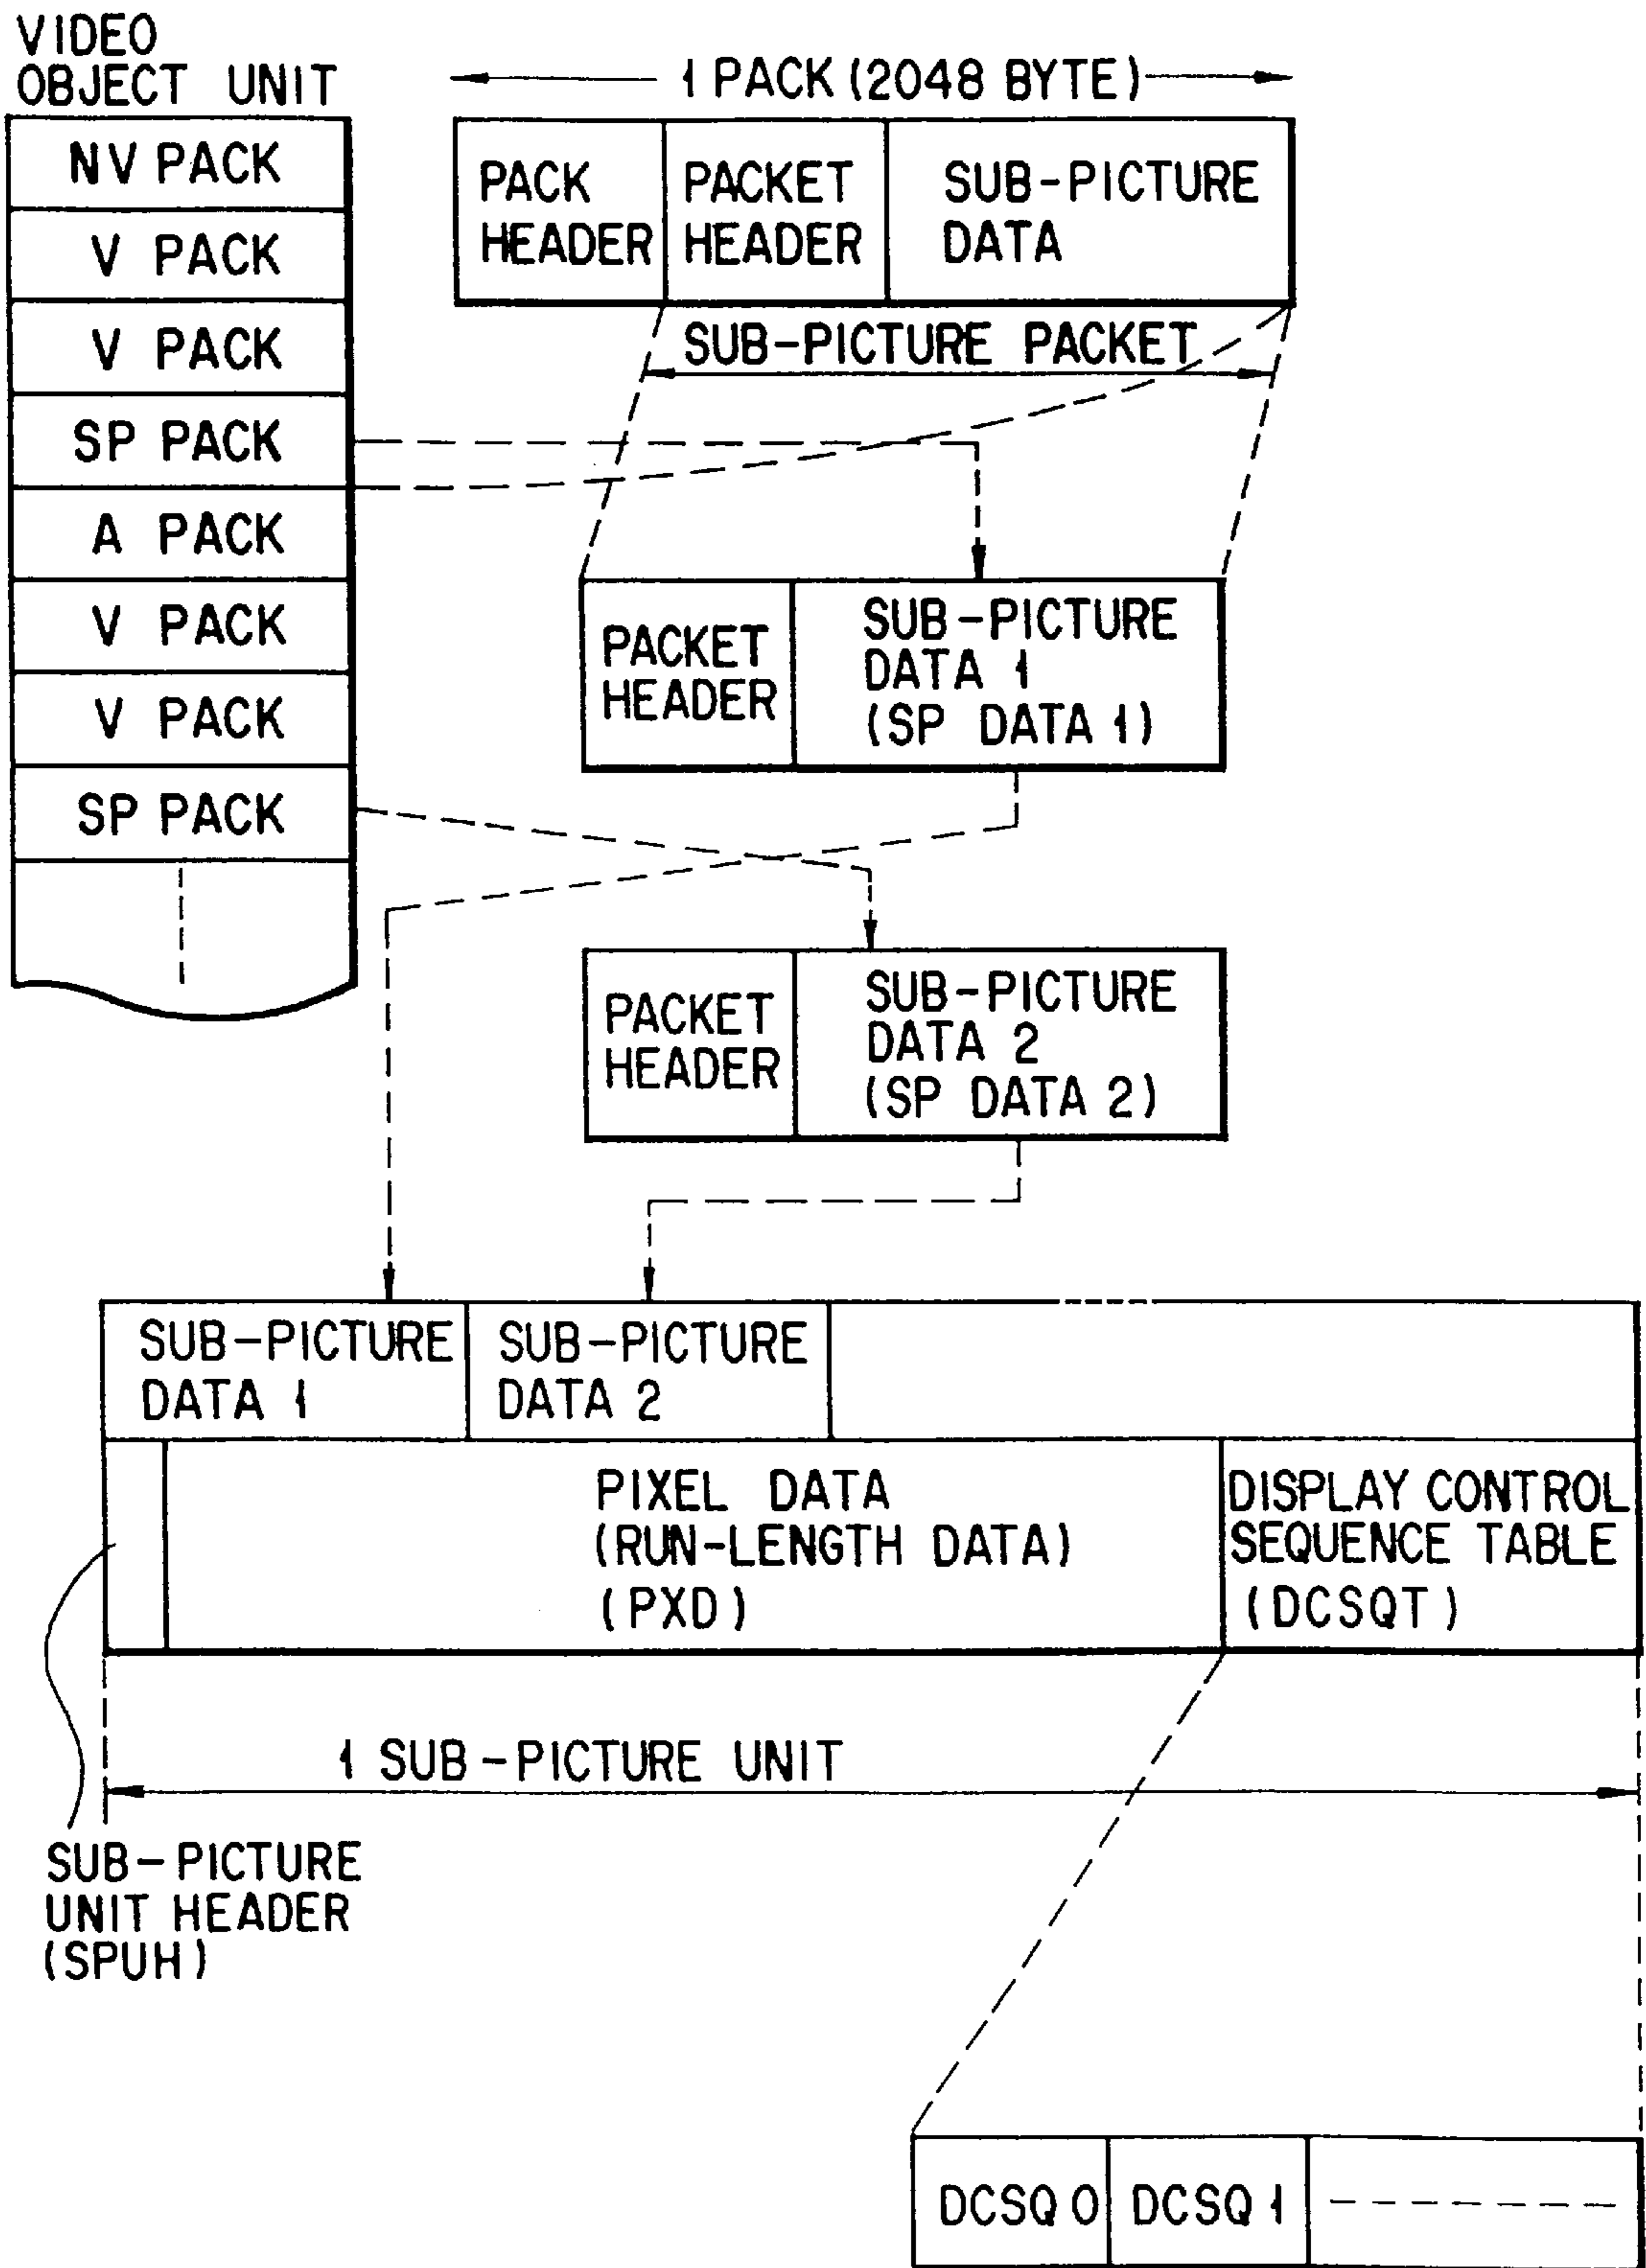 VIDEO
OBJECT UNIT
NV PACK
V PACK
V PACK
SP PACK
A PACK
V PACK
V PACK
SP PACK
1 PACK (2048 BYTE)
PACK
HEADER
PACKET
HEADER
SUB-PICTURE
DATA
SUB-PICTURE PACKET
PACKET
HEADER
SUB-PICTURE
DATA 1
(SP DATA 1)
PACKET
HEADER
SUB-PICTURE
DATA 2
(SP DATA 2)
SUB-PICTURE
DATA 1
SUB-PICTURE
DATA 2
PIXEL DATA
(RUN-LENGTH DATA)
(PXD)
DISPLAY CONTROL
SEQUENCE TABLE
(DCSQT)
1 SUB-PICTURE UNIT
SUB-PICTURE
UNIT HEADER
(SPUH)
DCSQ 0
DCSQ 1